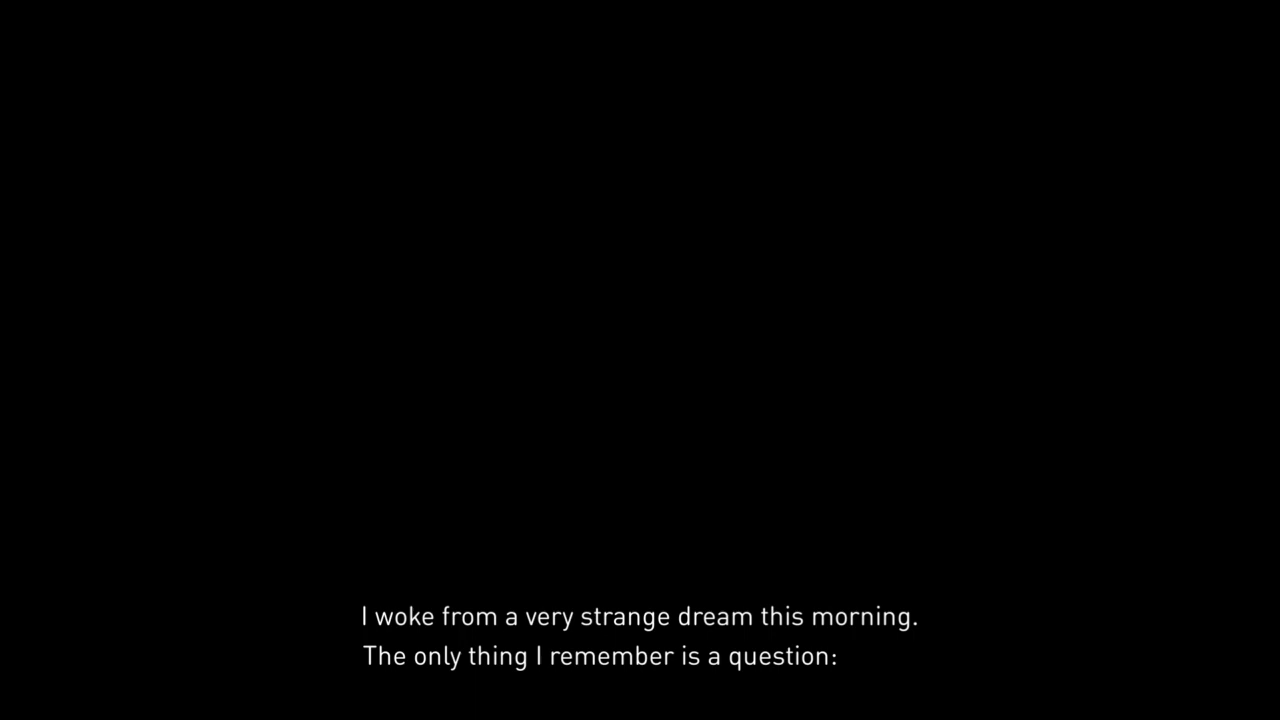 I woke from a very strange dream this morning.
The only thing I remember is a question: